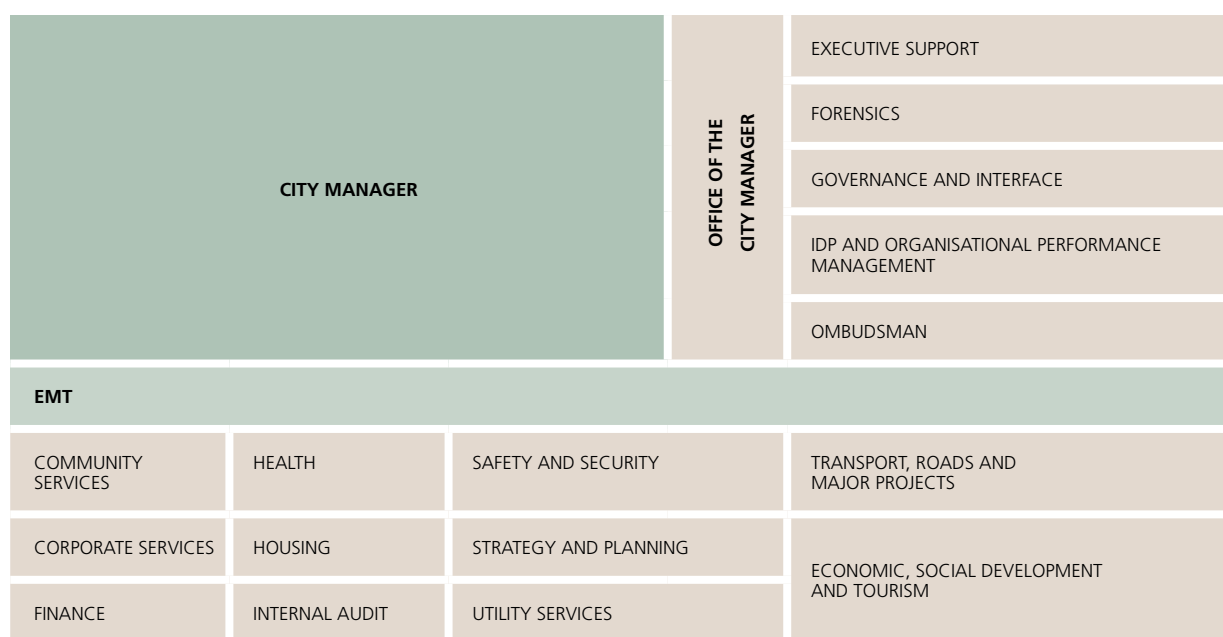 CITY MANAGER
OFFICE OF THE
CITY MANAGER
EXECUTIVE SUPPORT
FORENSICS
GOVERNANCE AND INTERFACE
IDP AND ORGANISATIONAL PERFORMANCE
MANAGEMENT
OMBUDSMAN
EMT
COMMUNITY
SERVICES
HEALTH
SAFETY AND SECURITY
TRANSPORT, ROADS AND
MAJOR PROJECTS
CORPORATE SERVICES
HOUSING
STRATEGY AND PLANNING
ECONOMIC, SOCIAL DEVELOPMENT
AND TOURISM
FINANCE
INTERNAL AUDIT
UTILITY SERVICES